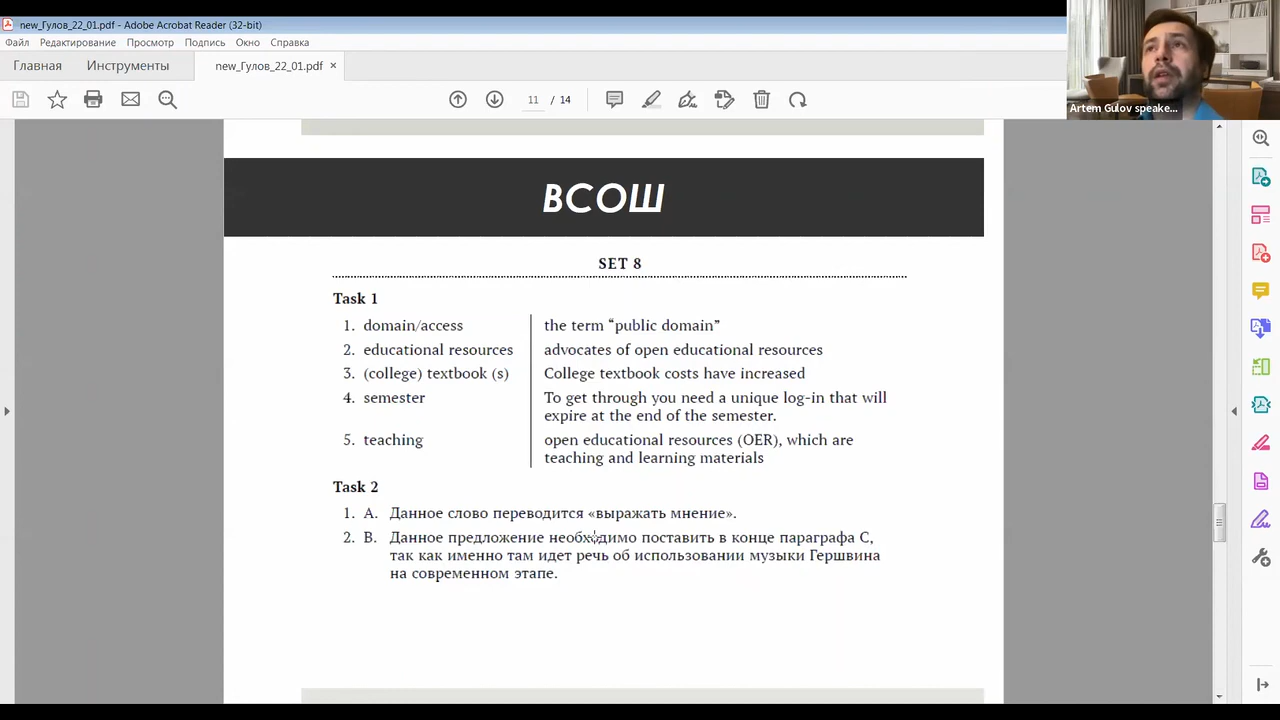 new_Гулов_22_01.pdf - Adobe Acrobat Reader (32-bit)
Файл Редактирование Просмотр Подпись Окно Справка
Главная Инструменты new_Гулов_22_01.pdf ×
11 / 14
Artem Gulov speake...
ВСОШ
SET 8
Task 1
1. domain/access the term “public domain”
2. educational resources advocates of open educational resources
3. (college) textbook (s) College textbook costs have increased
4. semester To get through you need a unique log-in that will
expire at the end of the semester.
5. teaching open educational resources (OER), which are
teaching and learning materials
Task 2
1. A. Данное слово переводится «выражать мнение».
2. B. Данное предложение необходимо поставить в конце параграфа C,
так как именно там идет речь об использовании музыки Гершвина
на современном этапе.